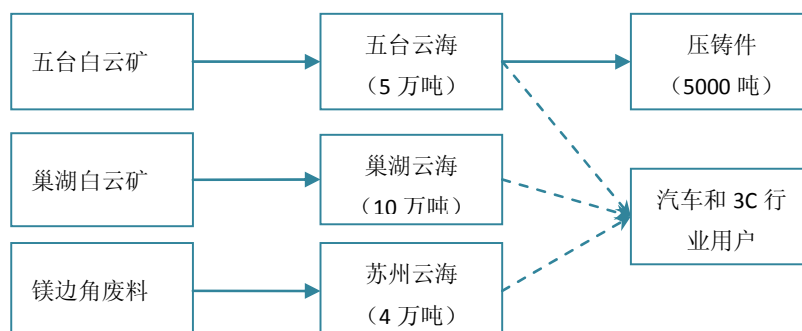 五台白云矿
五台云海
（5 万吨）
压铸件
（5000 吨）
巢湖白云矿
巢湖云海
（10 万吨）
汽车和 3C 行
业用户
镁边角废料
苏州云海
（4 万吨）